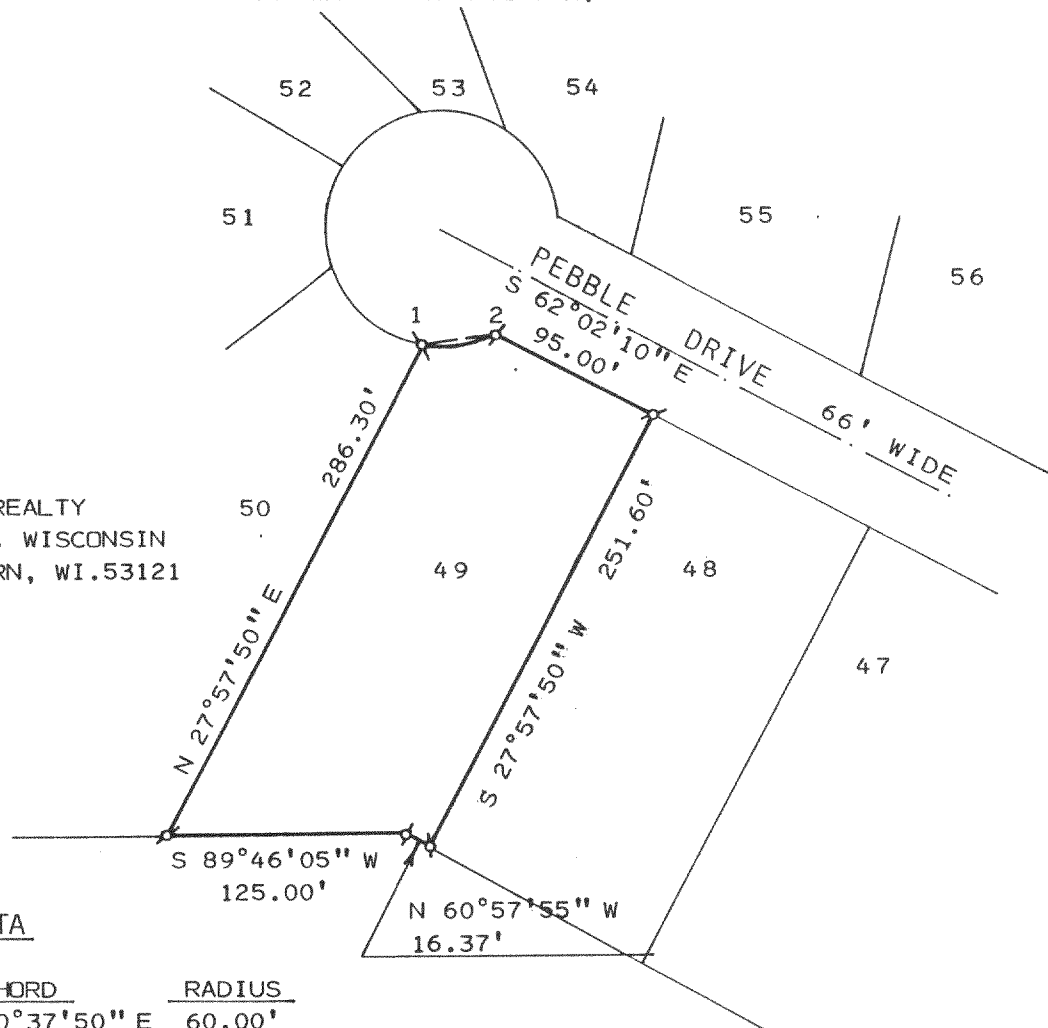 52
53
54
51
55
56
PEBBLE DRIVE 66' WIDE
S 62°02'10" E
95.00'
1
2
286.30'
N 27°57'50" E
50
49
251.60'
S 27°57'50" W
48
47
REALTY
WISCONSIN
RN, WI.53121
S 89°46'05" W
125.00'
N 60°57'55" W
16.37'
TA
HORD RADIUS
0°37'50" E 60.00'